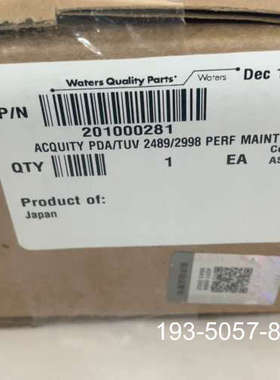 Waters Quality Parts Waters Dec 1
P/N
201000281
ACQUITY PDA/TUV 2489/2998 PERF MAINT
QTY 1 EA
Product of:
Japan
193-5057-8